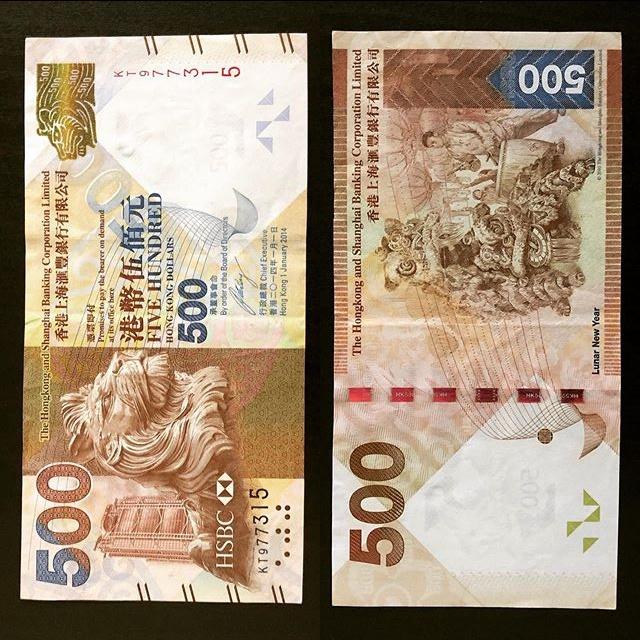 The Hongkong and Shanghai Banking Corporation Limited
香港上海滙豐銀行有限公司
憑票即付
Promises to pay the bearer on demand
at its office here
港幣伍佰元
FIVE HUNDRED
HONG KONG DOLLARS
500
承董事會命
By order of the Board of Directors
行政總裁 Chief Executive,
香港二〇一四年一月一日
Hong Kong 1 January 2014
KT977315
500
HSBC
KT977315
The Hongkong and Shanghai Banking Corporation Limited
香港上海滙豐銀行有限公司
500
Lunar New Year
500